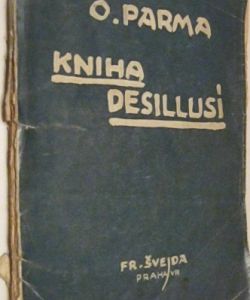 O. PARMA
KNIHA
DESILLUSÍ
FR. ŠVEJDA
PRAHA VII